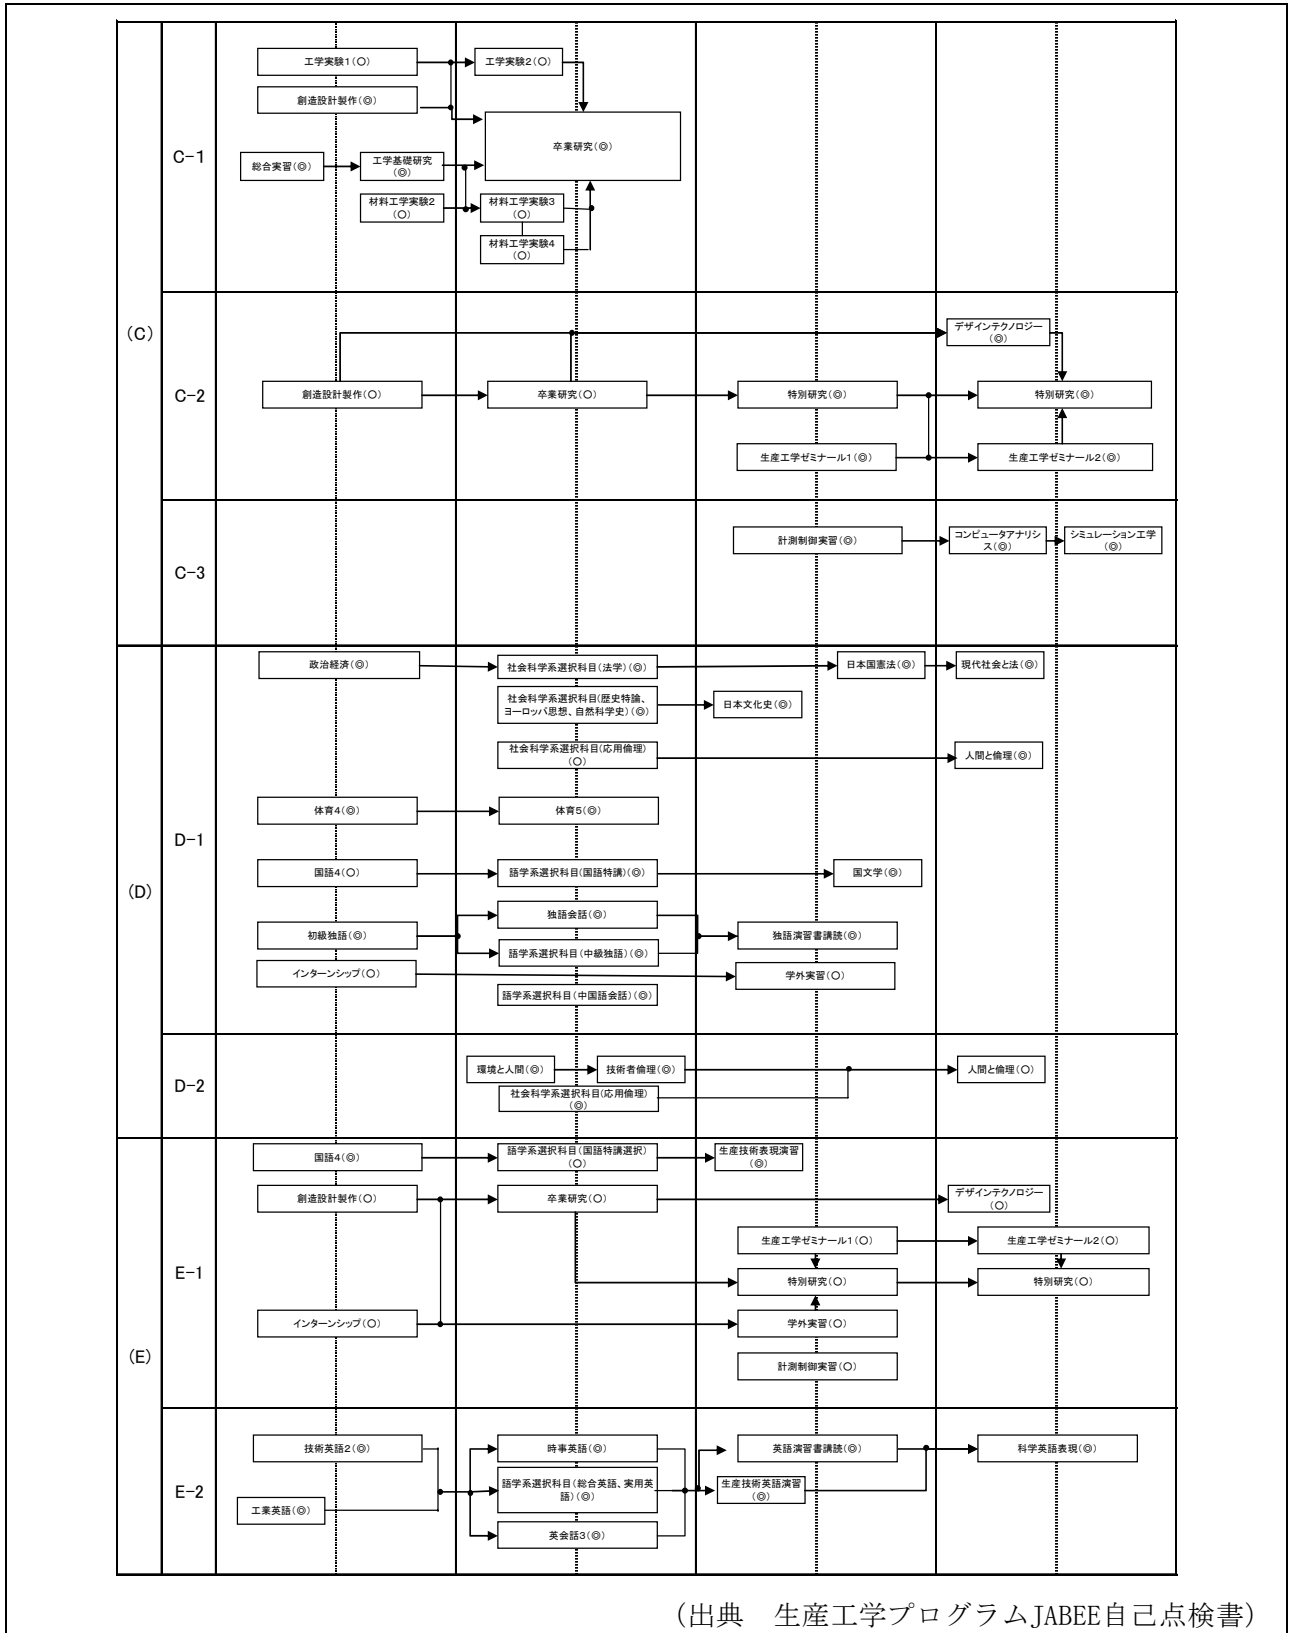 (C)
C-1
工学実験1(○)
工学実験2(○)
創造設計製作(◎)
卒業研究(◎)
総合実習(◎)
工学基礎研究
(◎)
材料工学実験2
(○)
材料工学実験3
(○)
材料工学実験4
(○)
C-2
デザインテクノロジー
(◎)
創造設計製作(○)
卒業研究(○)
特別研究(◎)
特別研究(◎)
生産工学ゼミナール1(◎)
生産工学ゼミナール2(◎)
C-3
計測制御実習(◎)
コンピュータアナリシ
ス(◎)
シミュレーション工学
(◎)
(D)
D-1
政治経済(◎)
社会科学系選択科目(法学)(◎)
日本国憲法(◎)
現代社会と法(◎)
社会科学系選択科目(歴史特論、
ヨーロッパ思想、自然科学史)(◎)
日本文化史(◎)
社会科学系選択科目(応用倫理)
(○)
人間と倫理(◎)
体育4(◎)
体育5(◎)
国語4(○)
語学系選択科目(国語特講)(◎)
国文学(◎)
初級独語(◎)
独語会話(◎)
語学系選択科目(中級独語)(◎)
独語演習書講読(◎)
インターンシップ(○)
学外実習(○)
語学系選択科目(中国語会話)(◎)
D-2
環境と人間(◎)
技術者倫理(◎)
人間と倫理(○)
社会科学系選択科目(応用倫理)
(◎)
(E)
E-1
国語4(◎)
語学系選択科目(国語特講選択)
(○)
生産技術表現演習
(◎)
創造設計製作(○)
卒業研究(○)
デザインテクノロジー
(○)
生産工学ゼミナール1(○)
生産工学ゼミナール2(○)
特別研究(○)
特別研究(○)
インターンシップ(○)
学外実習(○)
計測制御実習(○)
E-2
技術英語2(◎)
時事英語(◎)
英語演習書講読(◎)
科学英語表現(◎)
工業英語(◎)
語学系選択科目(総合英語、実用英
語)(◎)
生産技術英語演習
(◎)
英会話3(◎)
(出典 生産工学プログラムJABEE自己点検書)